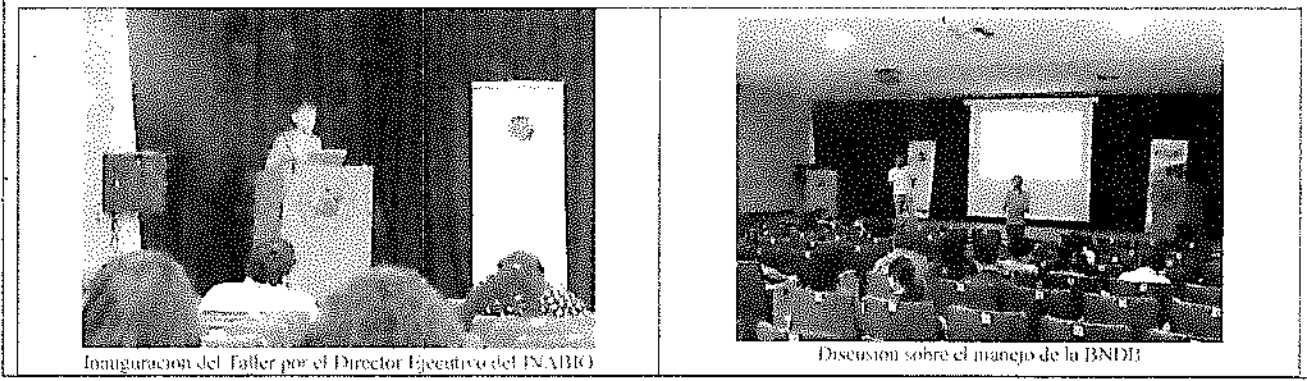 Inauguracion del Taller por el Director Ejecutivo del INABIO
Discusion sobre el manejo de la BNDB